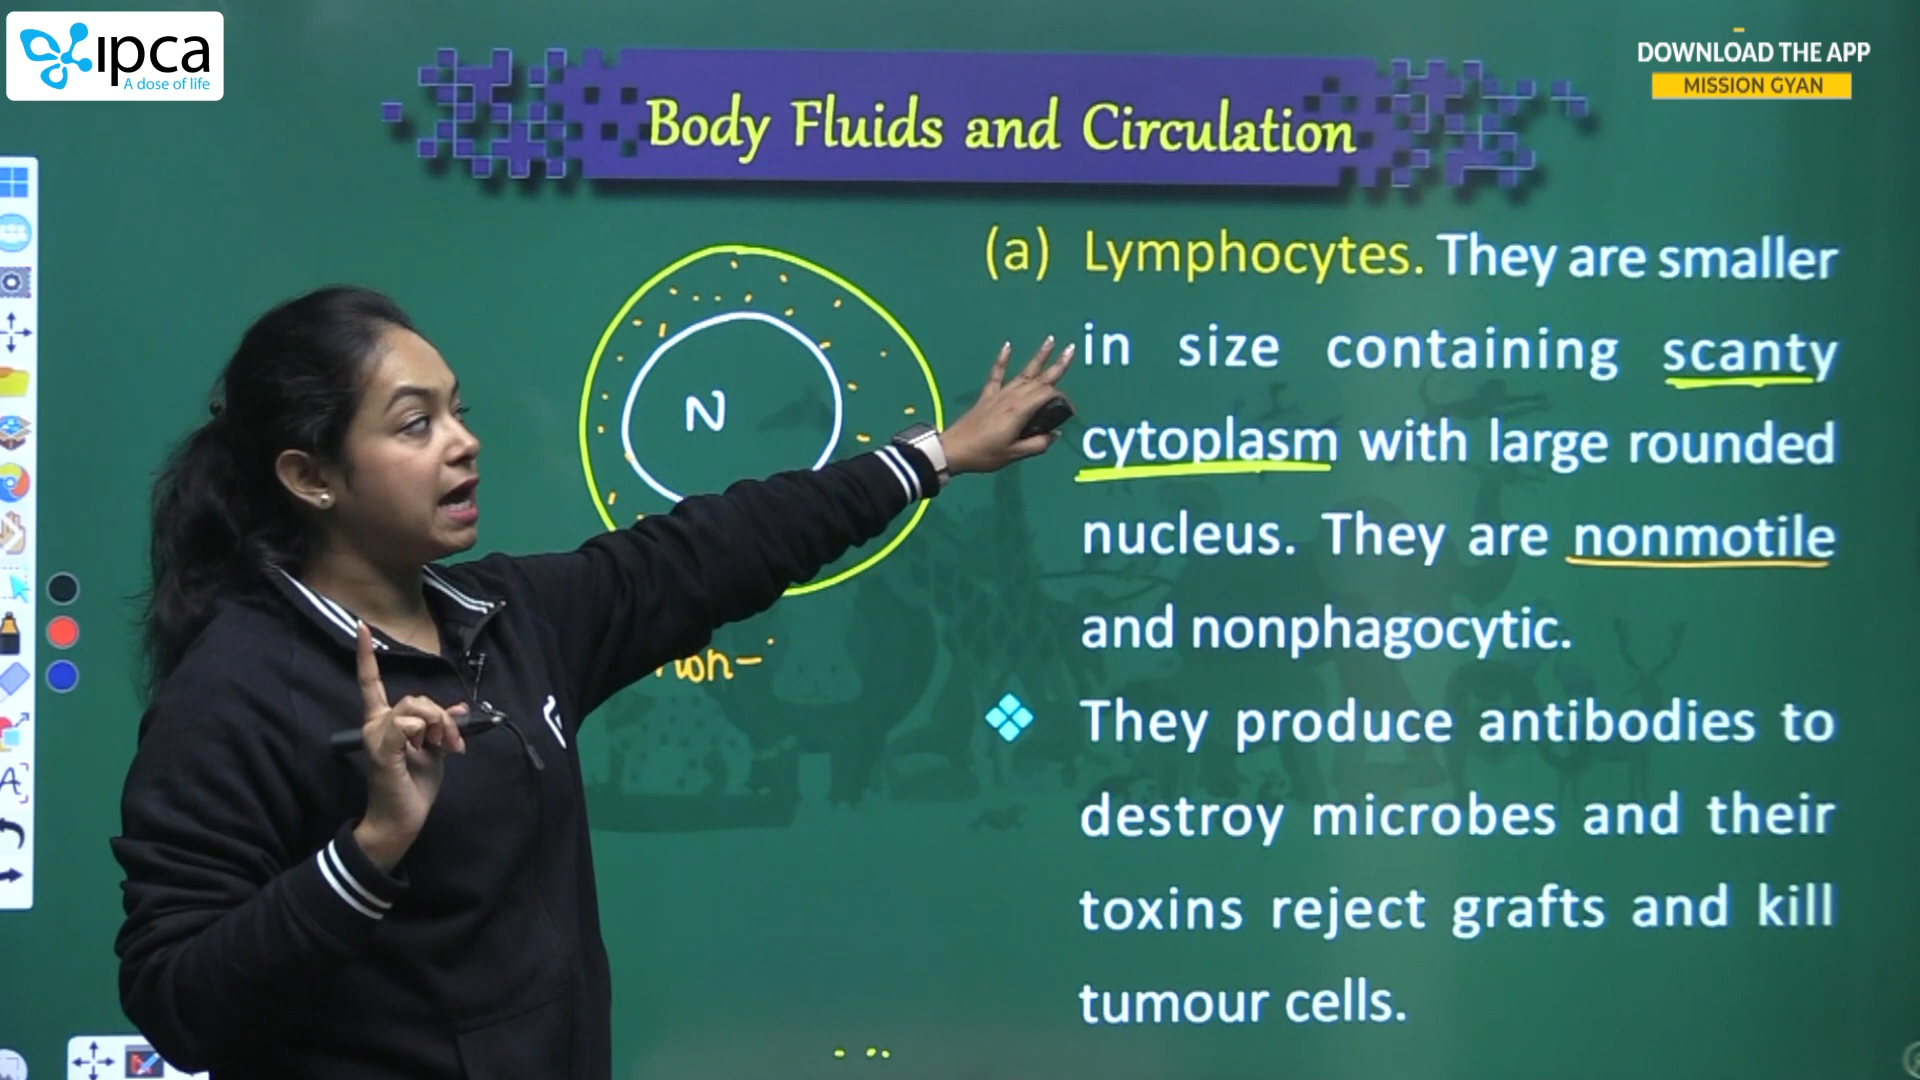 ipca
A dose of life
DOWNLOAD THE APP
MISSION GYAN
Body Fluids and Circulation
(a) Lymphocytes. They are smaller
in size containing scanty
cytoplasm with large rounded
nucleus. They are nonmotile
and nonphagocytic.
They produce antibodies to
destroy microbes and their
toxins reject grafts and kill
tumour cells.
N
non-